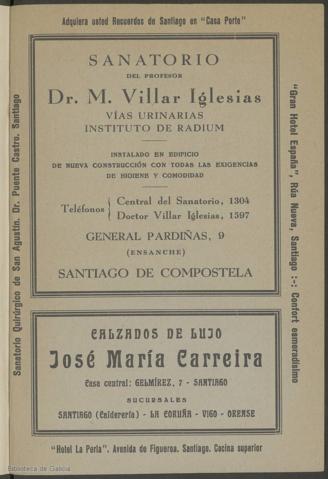 Adquiera usted Recuerdos de Santiago en "Casa Porto"
SANATORIO
DEL PROFESOR
Dr. M. Villar Iglesias
VÍAS URINARIAS
INSTITUTO DE RADIUM
INSTALADO EN EDIFICIO
DE NUEVA CONSTRUCCIÓN CON TODAS LAS EXIGENCIAS
DE HIGIENE Y COMODIDAD
Teléfonos { Central del Sanatorio, 1304
Doctor Villar Iglesias, 1597
GENERAL PARDIÑAS, 9
(ENSANCHE)
SANTIAGO DE COMPOSTELA
CALZADOS DE LUJO
José María Carreira
Casa central: GELMÍREZ, 7 - SANTIAGO
SUCURSALES
SANTIAGO (Calderería) - LA CORUÑA - VIGO - ORENSE
"Hotel La Perla". Avenida de Figueroa. Santiago. Cocina superior
Sanatorio Quirúrgico de San Agustín. Dr. Puente Castro. Santiago
"Gran Hotel España", Rúa Nueva, Santiago :-: Confort esmeradísimo
Biblioteca de Galicia